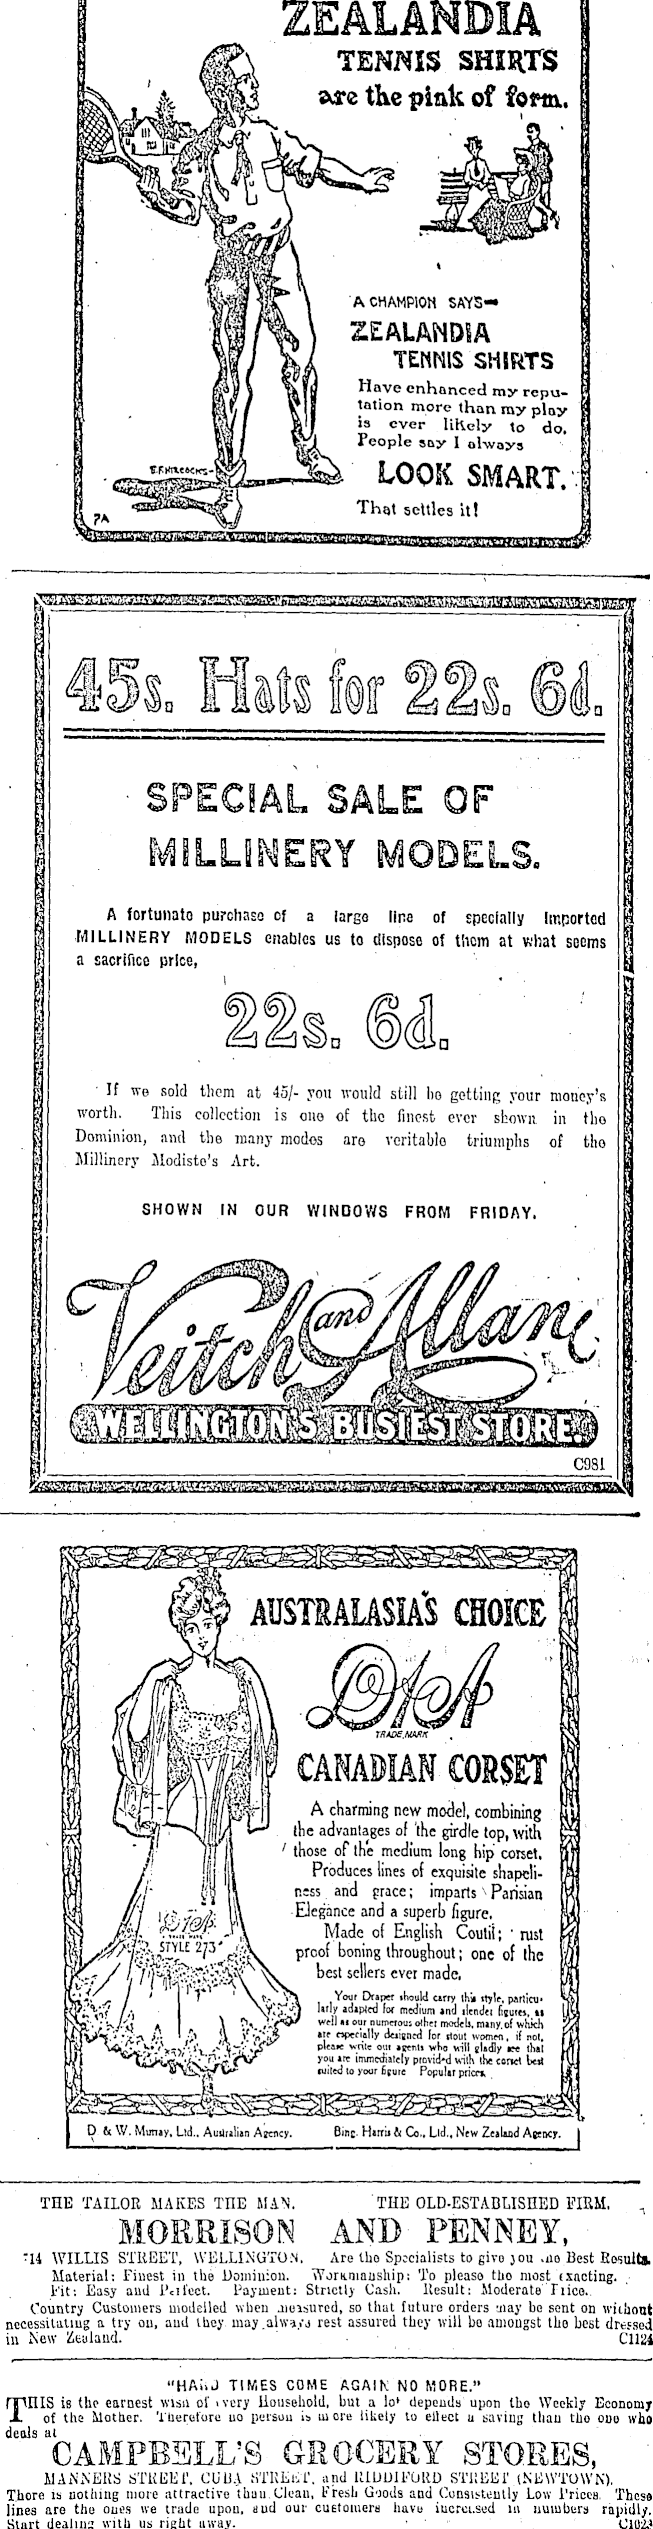 ZEALANDIA
TENNIS SHIRTS
are the pink of form.
A CHAMPION SAYS—
ZEALANDIA
TENNIS SHIRTS
Have enhanced my repu-
tation more than my play
is ever likely to do.
People say I always
LOOK SMART.
That settles it!
E.F.HISCOCKS-
7A
45s. Hats for 22s. 6d.
SPECIAL SALE OF
MILLINERY MODELS.
A fortunate purchase of a large line of specially imported
MILLINERY MODELS enables us to dispose of them at what seems
a sacrifice price,
22s. 6d.
If we sold them at 45/- you would still be getting your money's
worth. This collection is one of the finest ever shown in the
Dominion, and the many modes are veritable triumphs of the
Millinery Modiste's Art.
SHOWN IN OUR WINDOWS FROM FRIDAY.
Veitch and Allan
WELLINGTON'S BUSIEST STORE.
C981
AUSTRALASIA'S CHOICE
D&A
TRADE MARK
CANADIAN CORSET
A charming new model, combining
the advantages of the girdle top, with
those of the medium long hip corset.
Produces lines of exquisite shapeli-
ness and grace; imparts Parisian
Elegance and a superb figure.
Made of English Coutil; rust
proof boning throughout; one of the
best sellers ever made.
D&A
TRADE MARK
STYLE 273
Your Draper should carry this style, particu-
larly adapted for medium and slender figures, as
well as our numerous other models, many of which
are especially designed for stout women, if not,
please write our agents who will gladly see that
you are immediately provided with the corset best
suited to your figure Popular prices.
D. & W. Murray, Ltd., Australian Agency. Bing. Harris & Co., Ltd., New Zealand Agency.
THE TAILOR MAKES THE MAN. THE OLD-ESTABLISHED FIRM.
MORRISON AND PENNEY,
14 WILLIS STREET, WELLINGTON. Are the Specialists to give you the Best Results.
Material: Finest in the Dominion. Workmanship: To please the most exacting.
Fit: Easy and Perfect. Payment: Strictly Cash. Result: Moderate Price.
Country Customers modelled when measured, so that future orders may be sent on without
necessitating a try on, and they may always rest assured they will be amongst the best dressed
in New Zealand. C1124
"HARD TIMES COME AGAIN NO MORE."
THIS is the earnest wish of every Household, but a lot depends upon the Weekly Economy
of the Mother. Therefore no person is more likely to effect a saving than the one who
deals at
CAMPBELL'S GROCERY STORES,
MANNERS STREET, CUBA STREET, and RIDDIFORD STREET (NEWTOWN).
There is nothing more attractive than Clean, Fresh Goods and Consistently Low Prices. These
lines are the ones we trade upon, and our customers have increased in numbers rapidly.
Start dealing with us right away. C1023